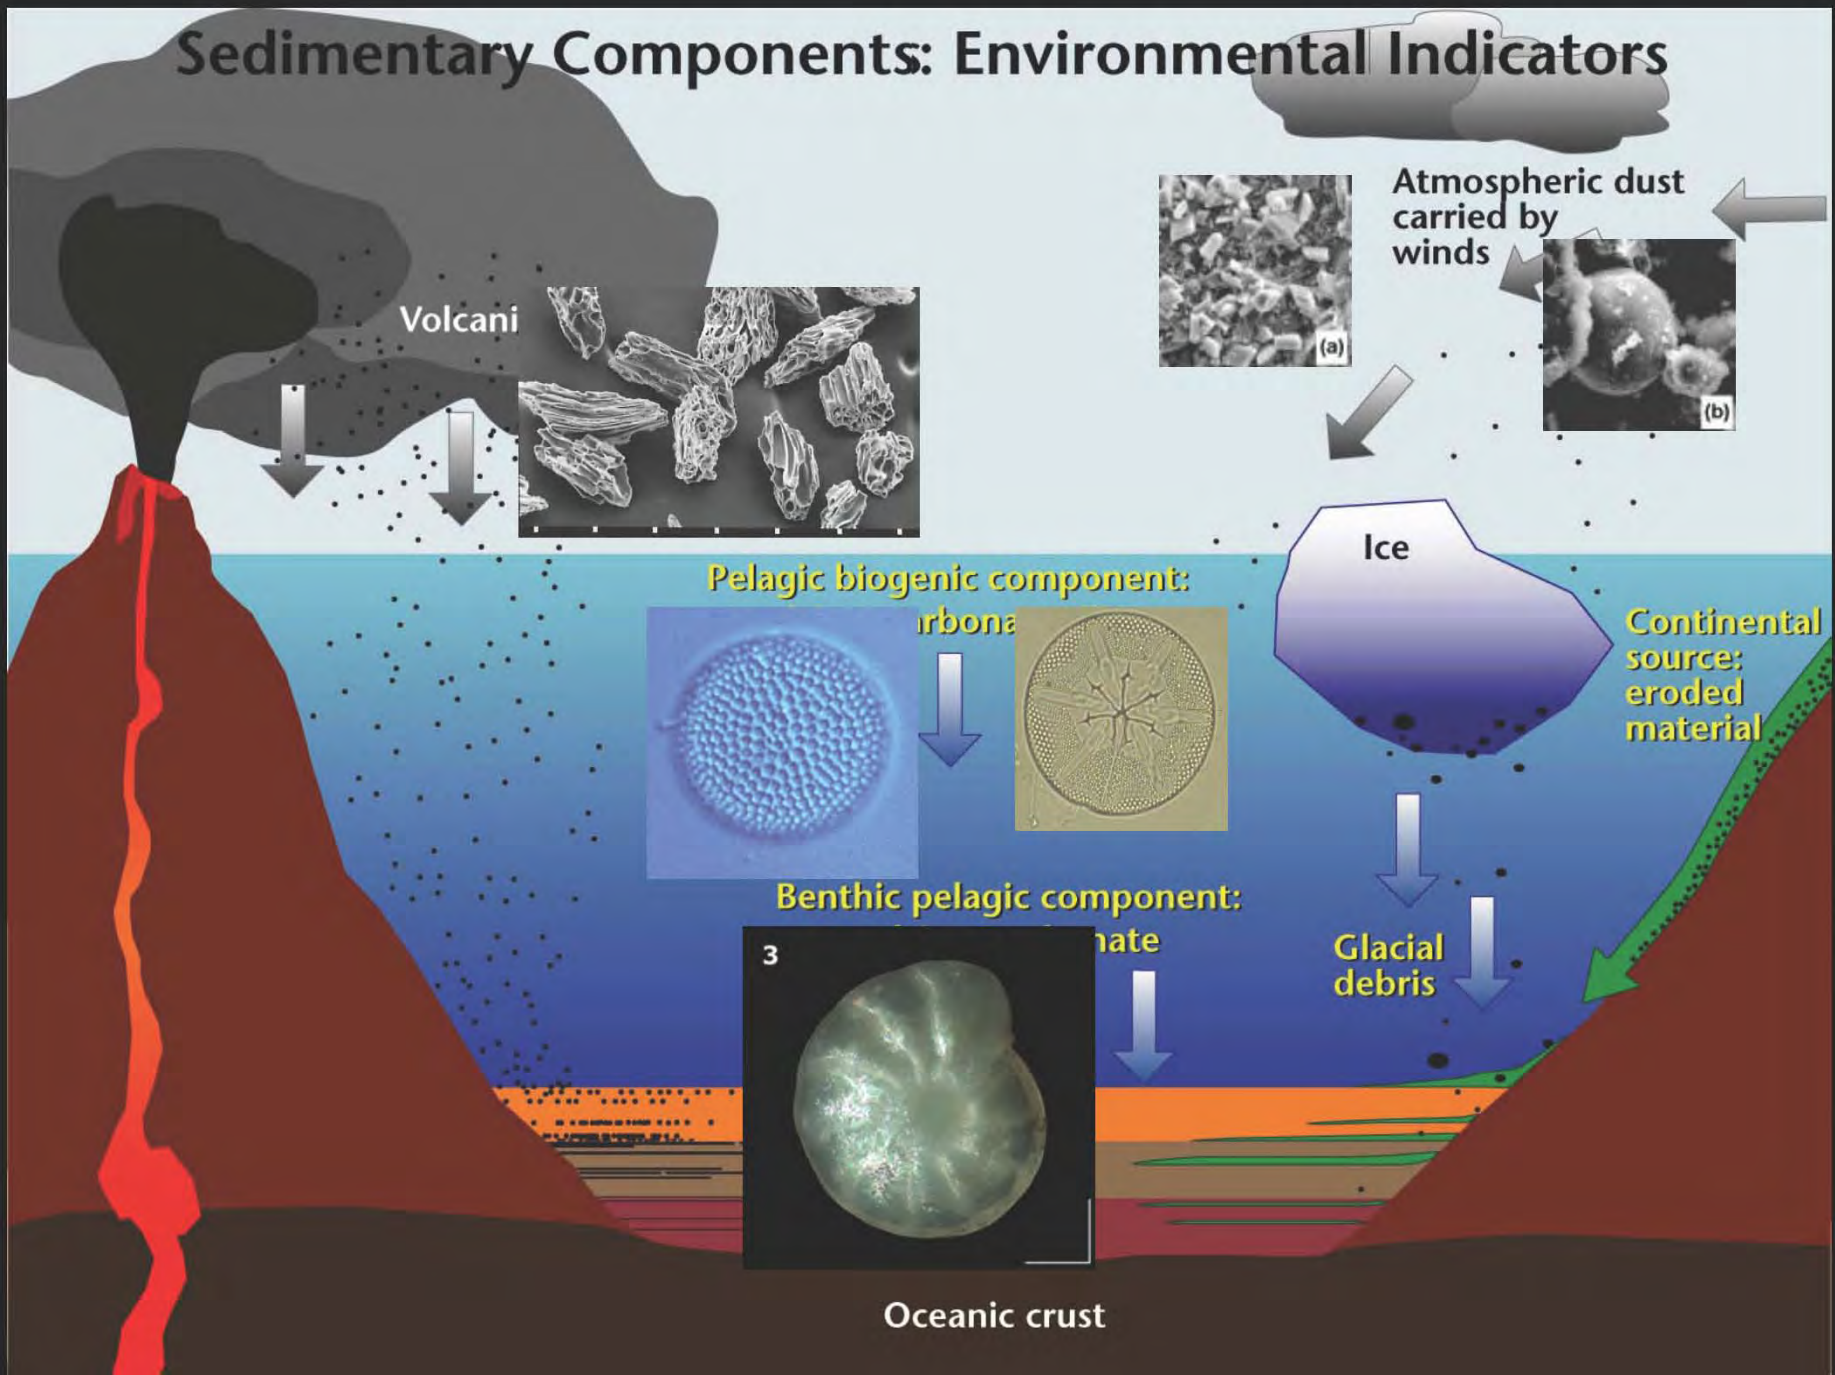 Sedimentary Components: Environmental Indicators
Atmospheric dust
carried by
winds
(a)
(b)
Volcani
Ice
Pelagic biogenic component:
arbona
Continental
source:
eroded
material
Benthic pelagic component:
nate
3
Glacial
debris
Oceanic crust